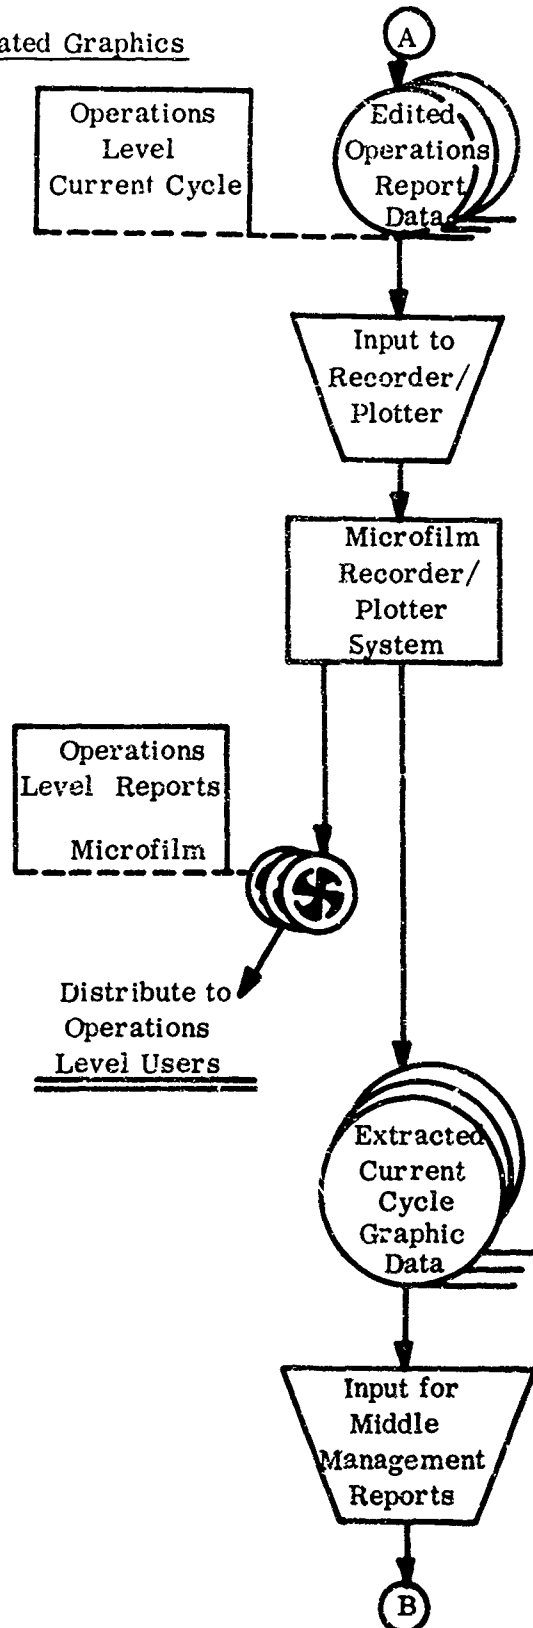 ated Graphics
A
Operations
Level
Current Cycle
Edited
Operations
Report
Data
Input to
Recorder/
Plotter
Microfilm
Recorder/
Plotter
System
Operations
Level Reports
Microfilm
Distribute to
Operations
Level Users
Extracted
Current
Cycle
Graphic
Data
Input for
Middle
Management
Reports
B